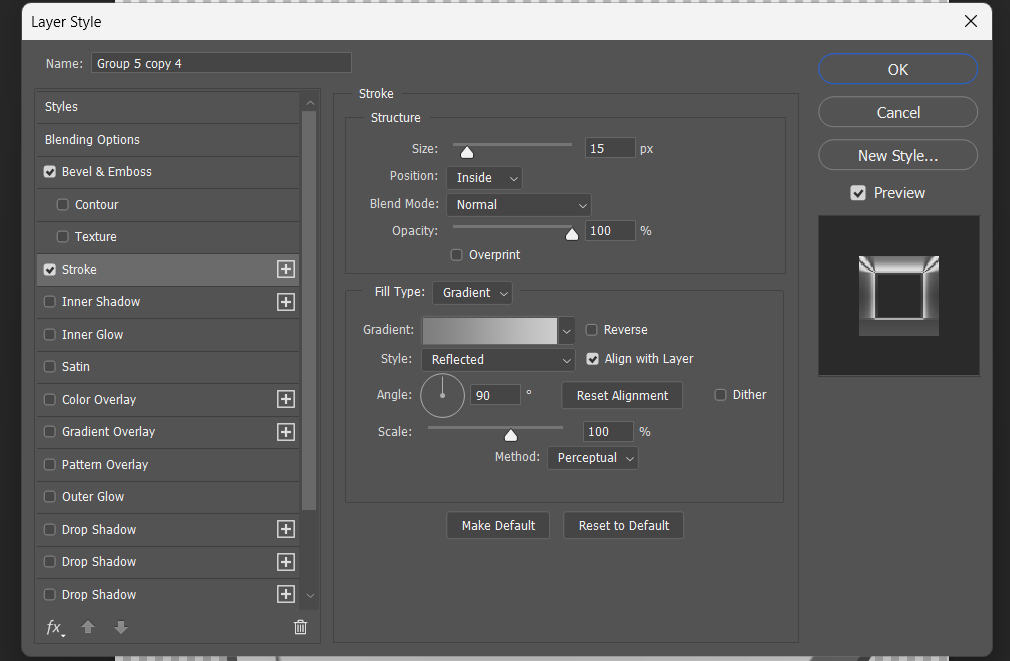 Layer Style
Name: Group 5 copy 4
OK
Cancel
New Style...
Preview
Styles
Blending Options
Bevel & Emboss
Contour
Texture
Stroke
Inner Shadow
Inner Glow
Satin
Color Overlay
Gradient Overlay
Pattern Overlay
Outer Glow
Drop Shadow
Drop Shadow
Drop Shadow
fx
Stroke
Structure
Size: 15 px
Position: Inside
Blend Mode: Normal
Opacity: 100 %
Overprint
Fill Type: Gradient
Gradient: Reverse
Style: Reflected Align with Layer
Angle: 90 ° Reset Alignment Dither
Scale: 100 %
Method: Perceptual
Make Default Reset to Default